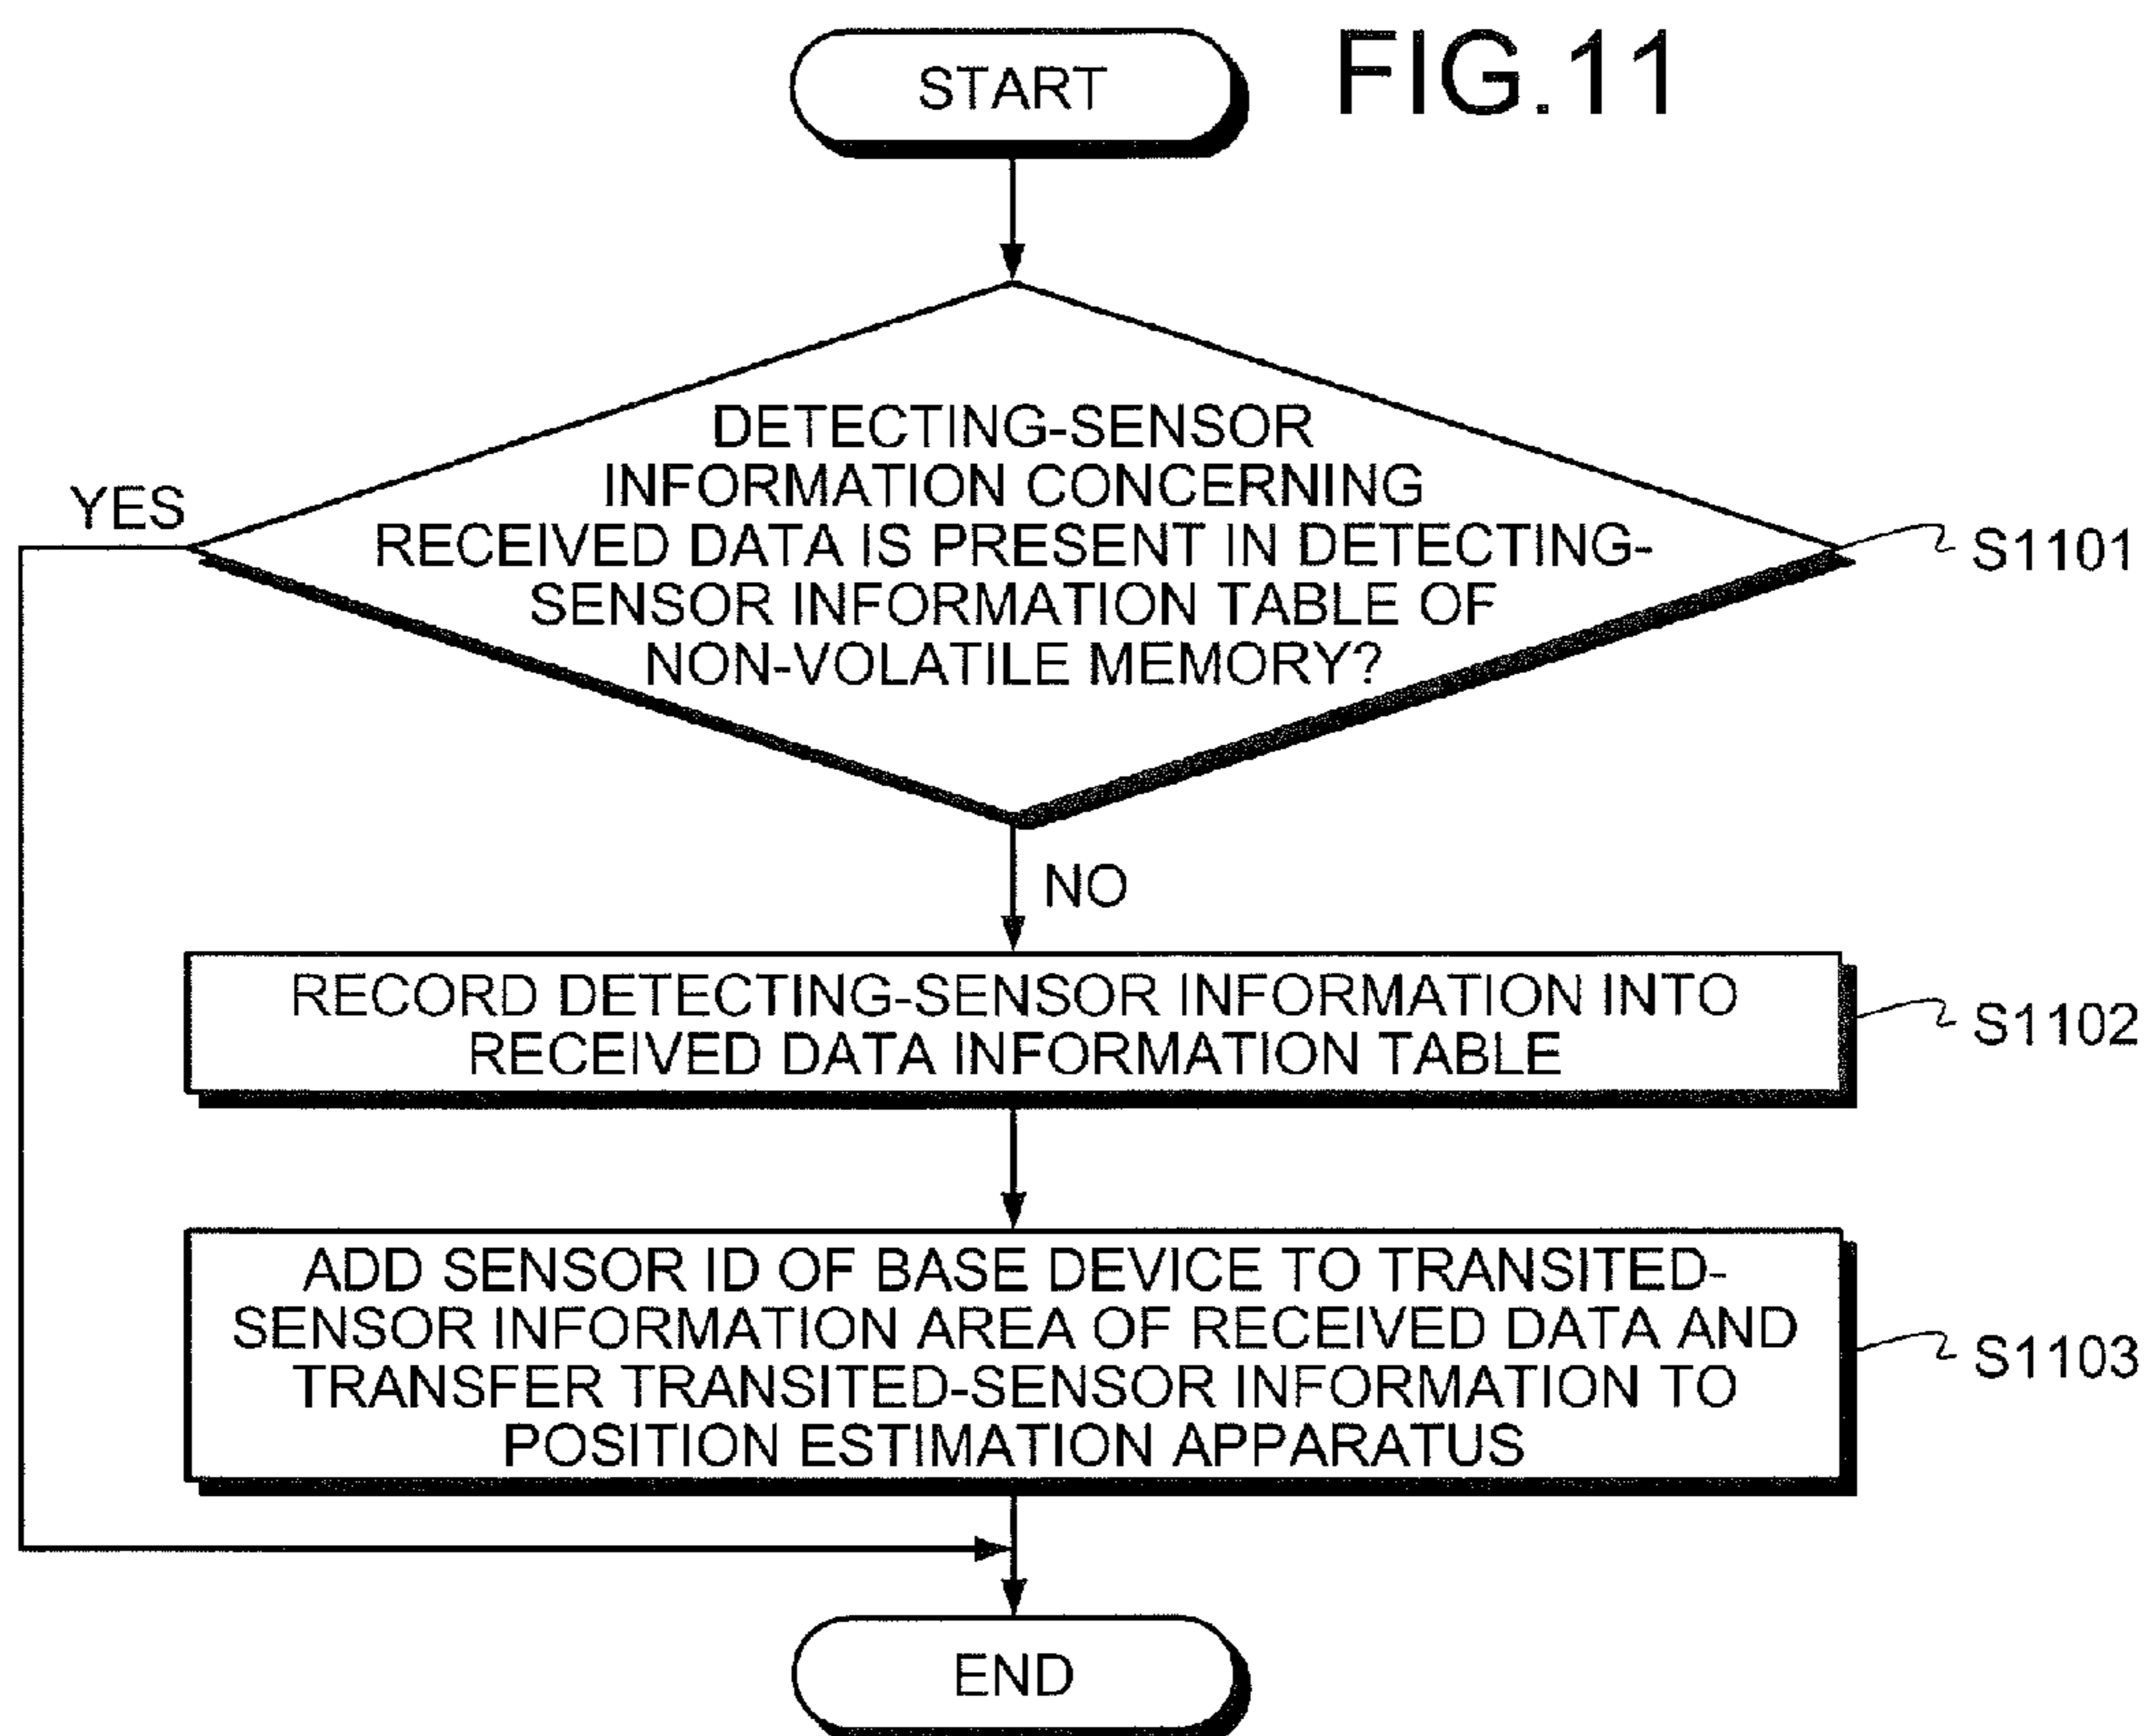 START
FIG.11
DETECTING-SENSOR
INFORMATION CONCERNING
RECEIVED DATA IS PRESENT IN DETECTING-
SENSOR INFORMATION TABLE OF
NON-VOLATILE MEMORY?
YES
S1101
NO
RECORD DETECTING-SENSOR INFORMATION INTO
RECEIVED DATA INFORMATION TABLE
S1102
ADD SENSOR ID OF BASE DEVICE TO TRANSITED-
SENSOR INFORMATION AREA OF RECEIVED DATA AND
TRANSFER TRANSITED-SENSOR INFORMATION TO
POSITION ESTIMATION APPARATUS
S1103
END